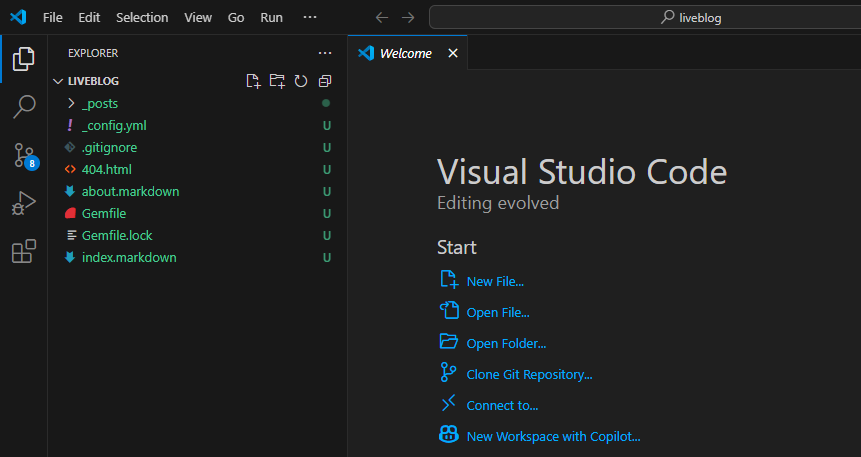 File Edit Selection View Go Run ···
liveblog
EXPLORER ···
LIVEBLOG
_posts
_config.yml U
.gitignore U
404.html U
about.markdown U
Gemfile U
Gemfile.lock U
index.markdown U
8
Welcome
Visual Studio Code
Editing evolved
Start
New File...
Open File...
Open Folder...
Clone Git Repository...
Connect to...
New Workspace with Copilot...